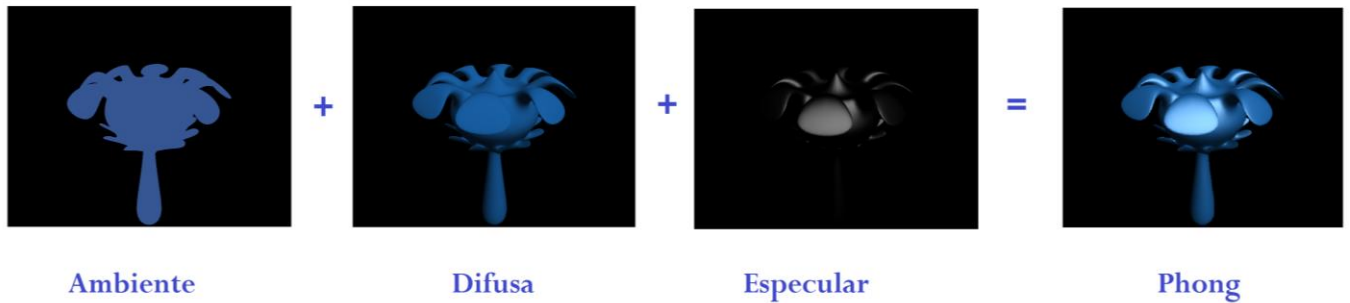 + + =
Ambiente Difusa Especular Phong